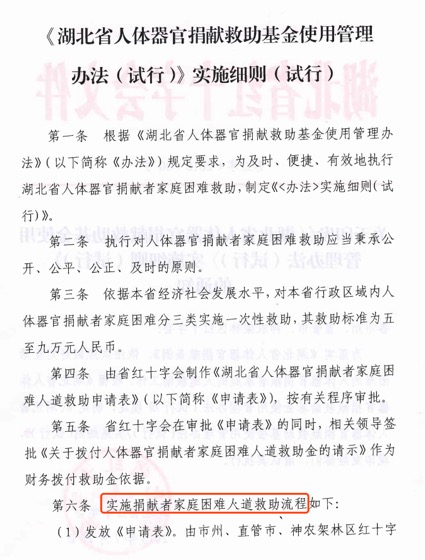 《湖北省人体器官捐献救助基金使用管理
办法（试行）》实施细则（试行）
第一条　根据《湖北省人体器官捐献救助基金使用管理办
法》（以下简称《办法》）规定要求，为及时、便捷、有效地执行
湖北省人体器官捐献者家庭困难救助，制定《<办法>实施细则（试
行）》。
第二条　执行对人体器官捐献者家庭困难救助应当秉承公
开、公平、公正、及时的原则。
第三条　依据本省经济社会发展水平，对本省行政区域内人
体器官捐献者家庭困难分三类实施一次性救助，其救助标准为五
至九万元人民币。
第四条　由省红十字会制作《湖北省人体器官捐献者家庭困
难人道救助申请表》（以下简称《申请表》），按有关程序审批。
第五条　省红十字会在审批《申请表》的同时，相关领导签
批《关于拨付人体器官捐献者家庭困难人道救助金的请示》作为
财务拨付救助金依据。
第六条　实施捐献者家庭困难人道救助流程如下：
（1）发放《申请表》。由市州、直管市、神农架林区红十字